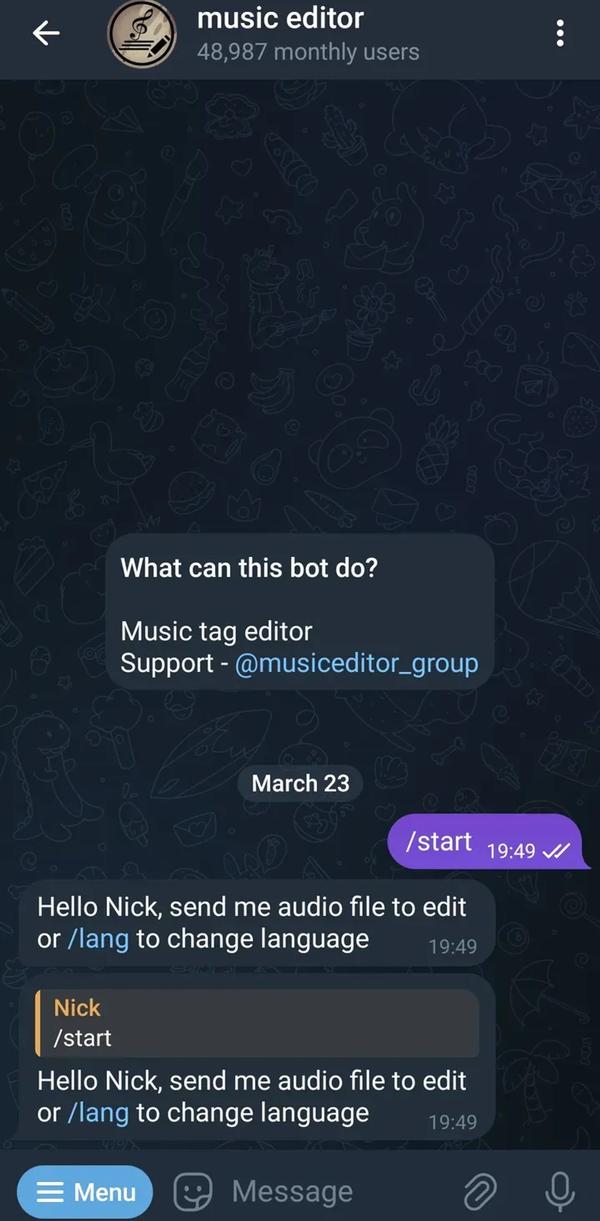 music editor
48,987 monthly users
What can this bot do?
Music tag editor
Support - @musiceditor_group
March 23
/start 19:49
Hello Nick, send me audio file to edit
or /lang to change language 19:49
Nick
/start
Hello Nick, send me audio file to edit
or /lang to change language 19:49
Menu Message